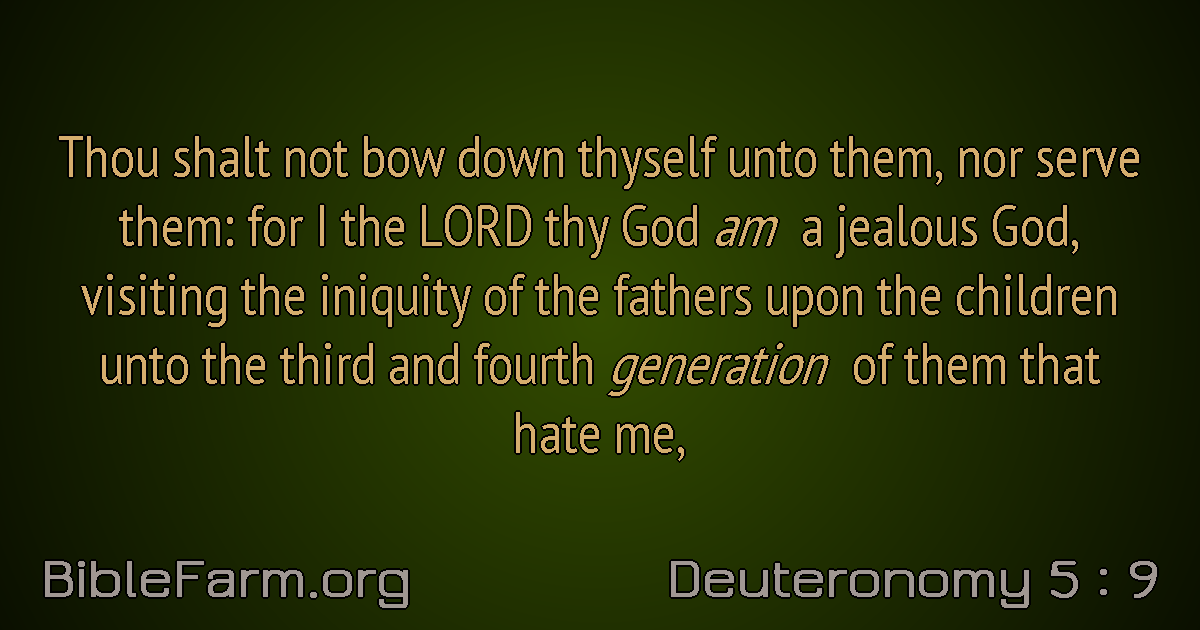 Thou shalt not bow down thyself unto them, nor serve
them: for I the LORD thy God am a jealous God,
visiting the iniquity of the fathers upon the children
unto the third and fourth generation of them that
hate me,
BibleFarm.org
Deuteronomy 5 : 9